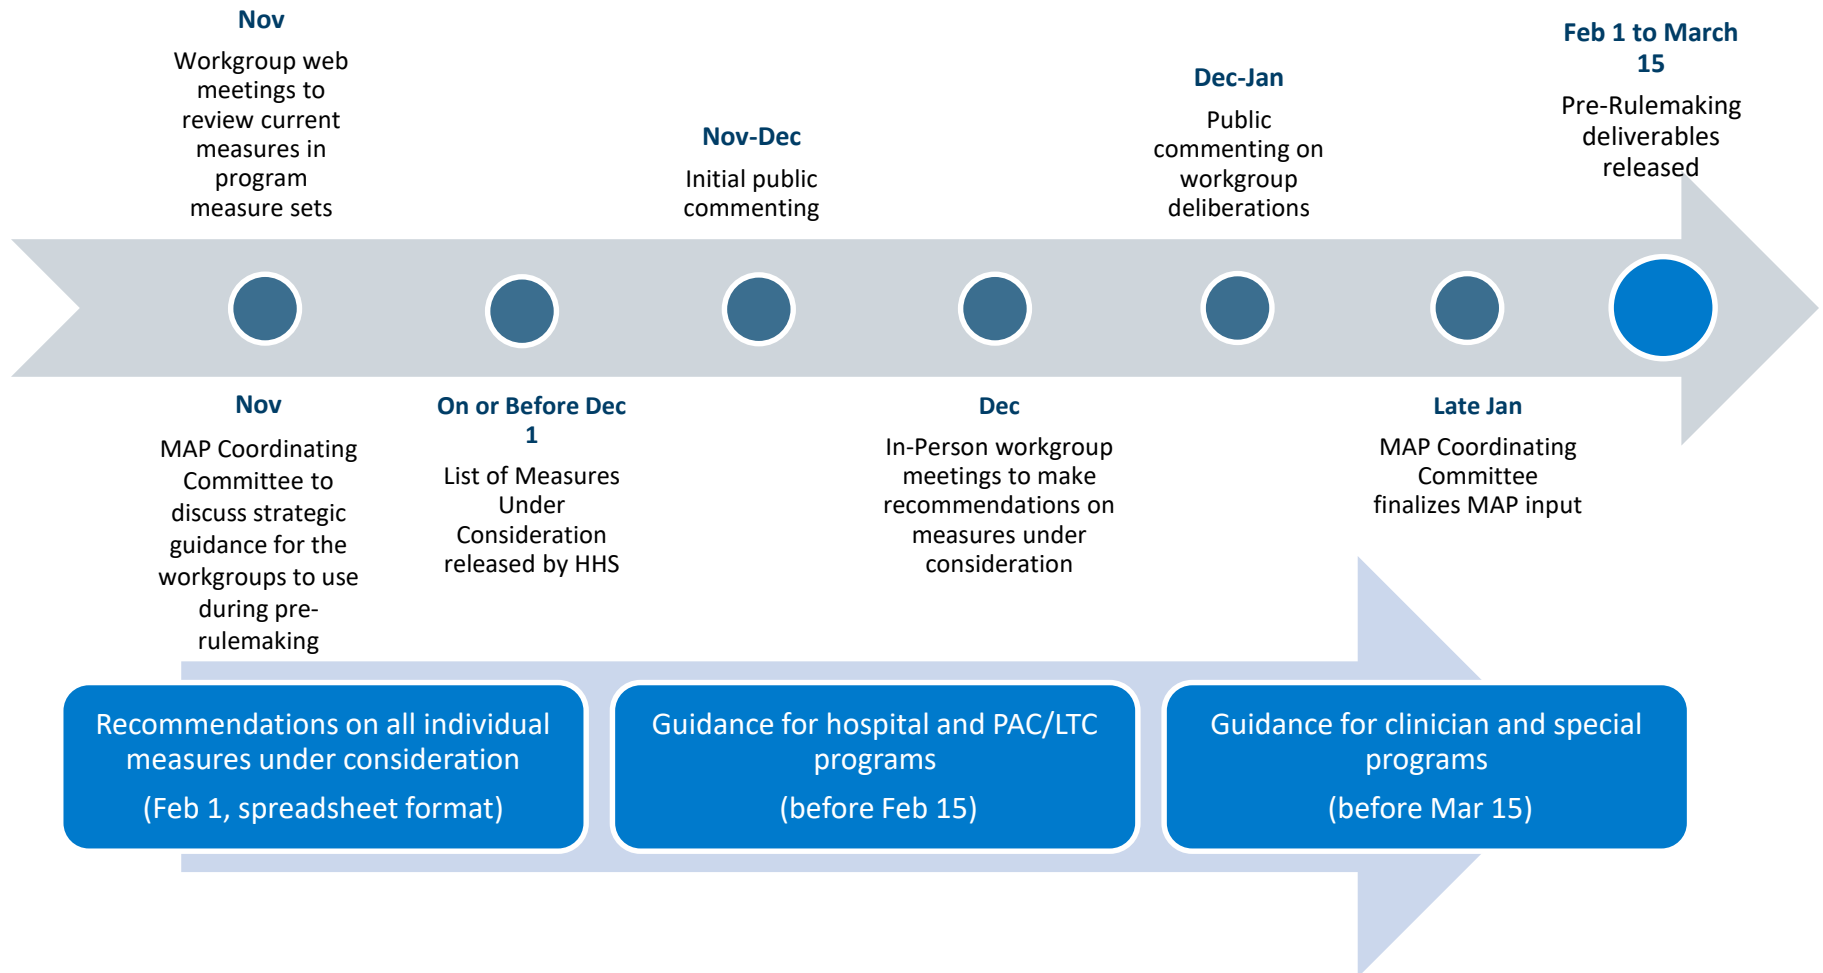 Nov
Workgroup web
meetings to
review current
measures in
program
measure sets
Nov-Dec
Initial public
commenting
Dec-Jan
Public
commenting on
workgroup
deliberations
Feb 1 to March
15
Pre-Rulemaking
deliverables
released
Nov
MAP Coordinating
Committee to
discuss strategic
guidance for the
workgroups to use
during pre-
rulemaking
On or Before Dec
1
List of Measures
Under
Consideration
released by HHS
Dec
In-Person workgroup
meetings to make
recommendations on
measures under
consideration
Late Jan
MAP Coordinating
Committee
finalizes MAP input
Recommendations on all individual
measures under consideration
(Feb 1, spreadsheet format)
Guidance for hospital and PAC/LTC
programs
(before Feb 15)
Guidance for clinician and special
programs
(before Mar 15)